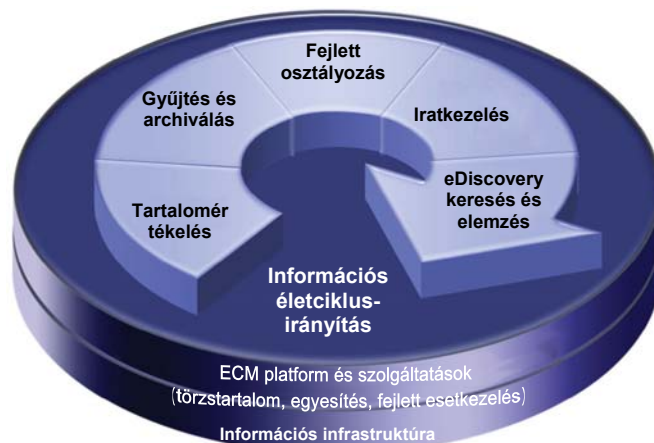 Fejlett
osztályozás
Gyűjtés és
archiválás
Iratkezelés
eDiscovery
keresés és
elemzés
Tartalomér
tékelés
Információs
életciklus-
irányítás
ECM platform és szolgáltatások
(törzstartalom, egyesítés, fejlett esetkezelés)
Információs infrastruktúra